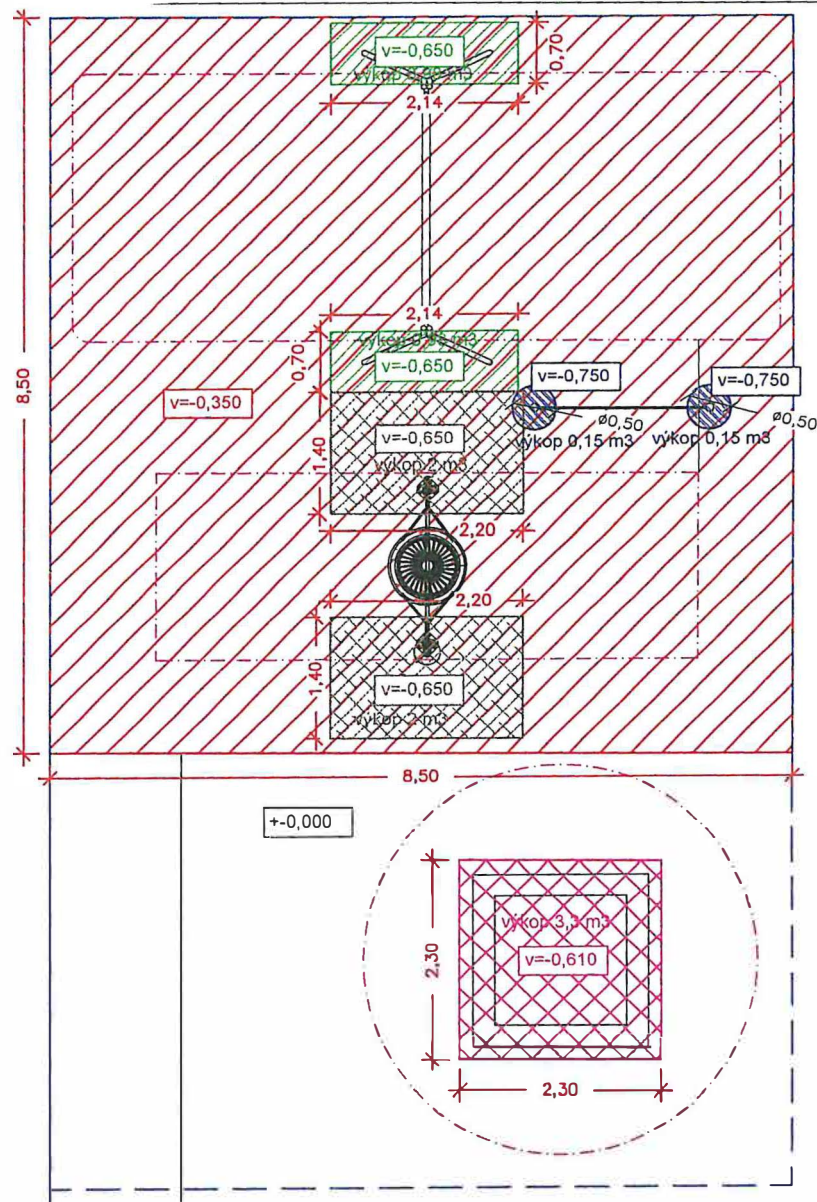 v=-0,650
0,70
2,14
8,50
2,14
v=-0,650
0,70
v=-0,350
v=-0,750
v=-0,750
ø0,50
ø0,50
výkop 0,15 m3
výkop 0,15 m3
v=-0,650
výkop 2 m3
1,40
2,20
2,20
1,40
v=-0,650
výkop 2 m3
8,50
+-0,000
výkop 3,3 m3
v=-0,610
2,30
2,30